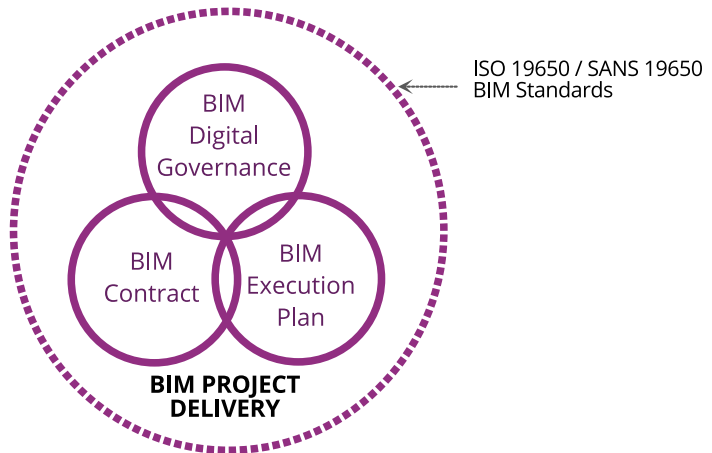 ISO 19650 / SANS 19650
BIM Standards
BIM
Digital
Governance
BIM
Contract
BIM
Execution
Plan
BIM PROJECT
DELIVERY